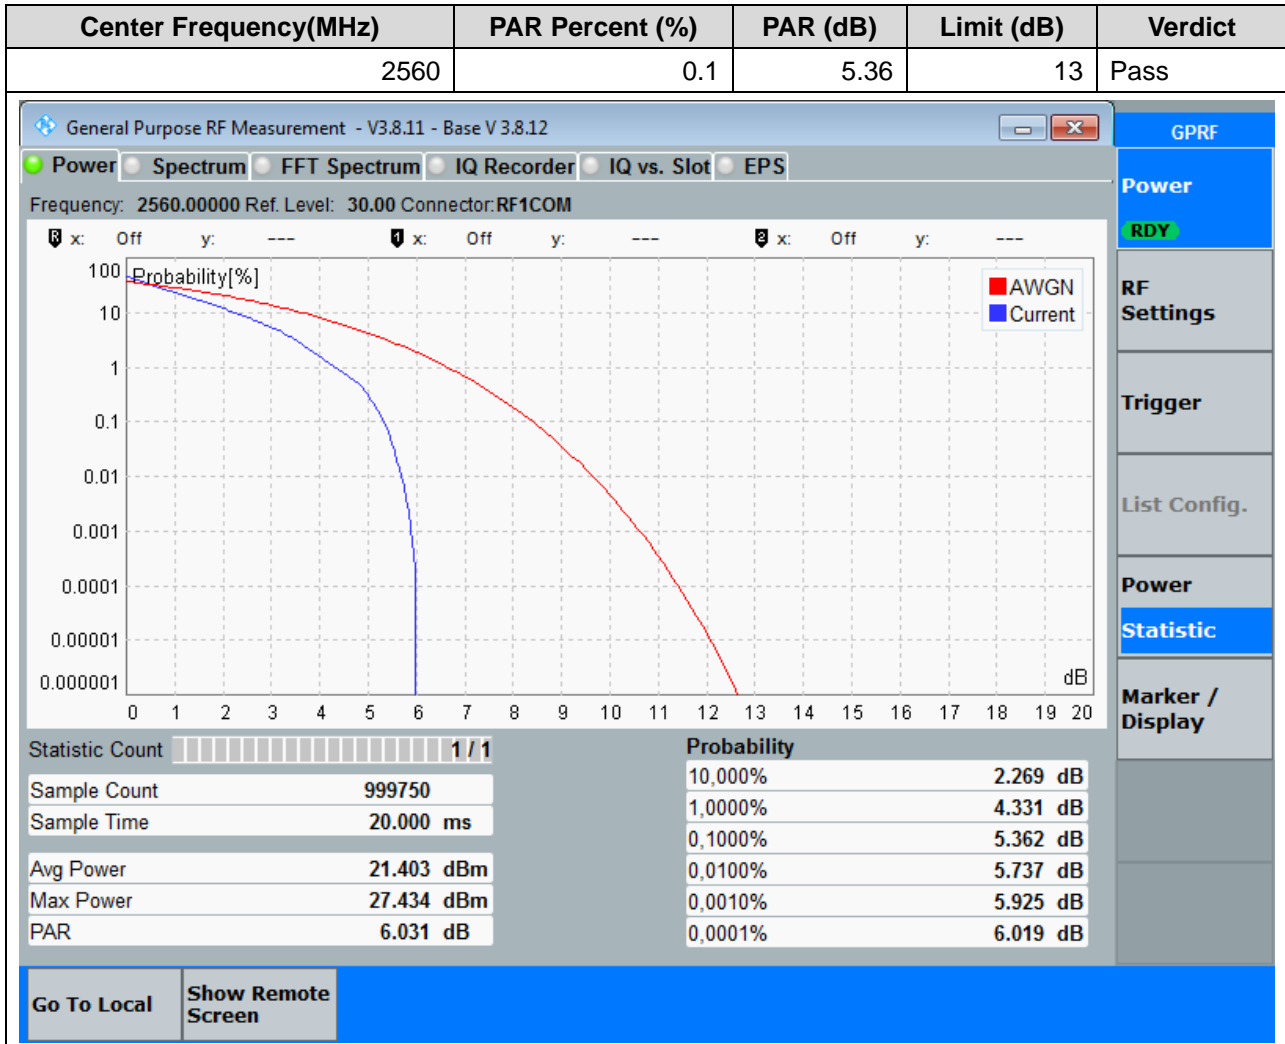 Center Frequency(MHz) PAR Percent (%) PAR (dB) Limit (dB) Verdict
2560 0.1 5.36 13 Pass
General Purpose RF Measurement - V3.8.11 - Base V 3.8.12
GPRF
Power Spectrum FFT Spectrum IQ Recorder IQ vs. Slot EPS
Power
RDY
Frequency: 2560.00000 Ref. Level: 30.00 Connector: RF1COM
R x: Off y: --- 1 x: Off y: --- 2 x: Off y: ---
Probability[%]
AWGN
Current
100
10
1
0.1
0.01
0.001
0.0001
0.00001
0.000001
dB
0 1 2 3 4 5 6 7 8 9 10 11 12 13 14 15 16 17 18 19 20
RF
Settings
Trigger
List Config.
Power
Statistic
Marker /
Display
Statistic Count 1 / 1
Sample Count 999750
Sample Time 20.000 ms
Avg Power 21.403 dBm
Max Power 27.434 dBm
PAR 6.031 dB
Probability
10,000% 2.269 dB
1,0000% 4.331 dB
0,1000% 5.362 dB
0,0100% 5.737 dB
0,0010% 5.925 dB
0,0001% 6.019 dB
Go To Local
Show Remote
Screen